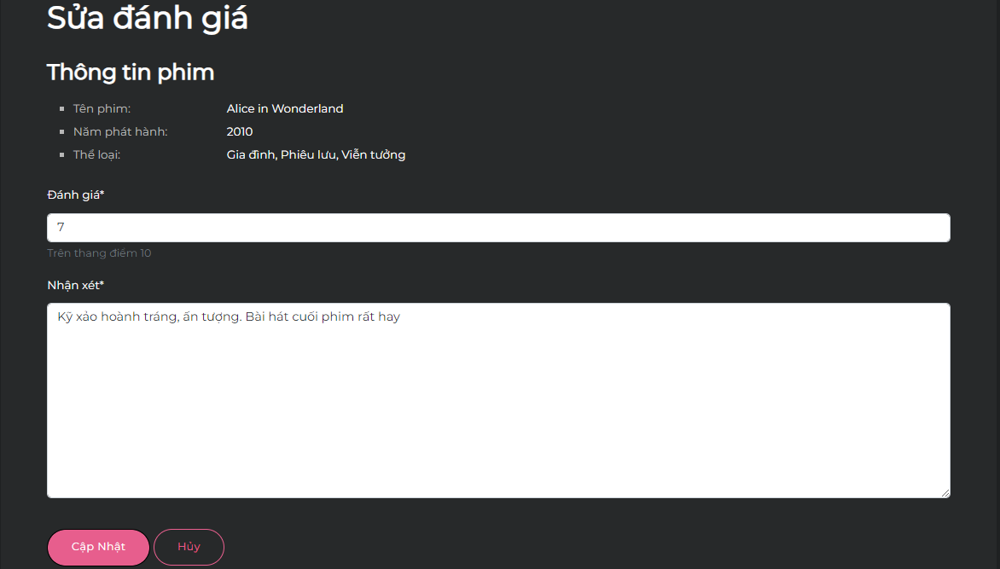 Sửa đánh giá
Thông tin phim
Tên phim: Alice in Wonderland
Năm phát hành: 2010
Thể loại: Gia đình, Phiêu lưu, Viễn tưởng
Đánh giá*
7
Trên thang điểm 10
Nhận xét*
Kỹ xảo hoành tráng, ấn tượng. Bài hát cuối phim rất hay
Cập Nhật Hủy